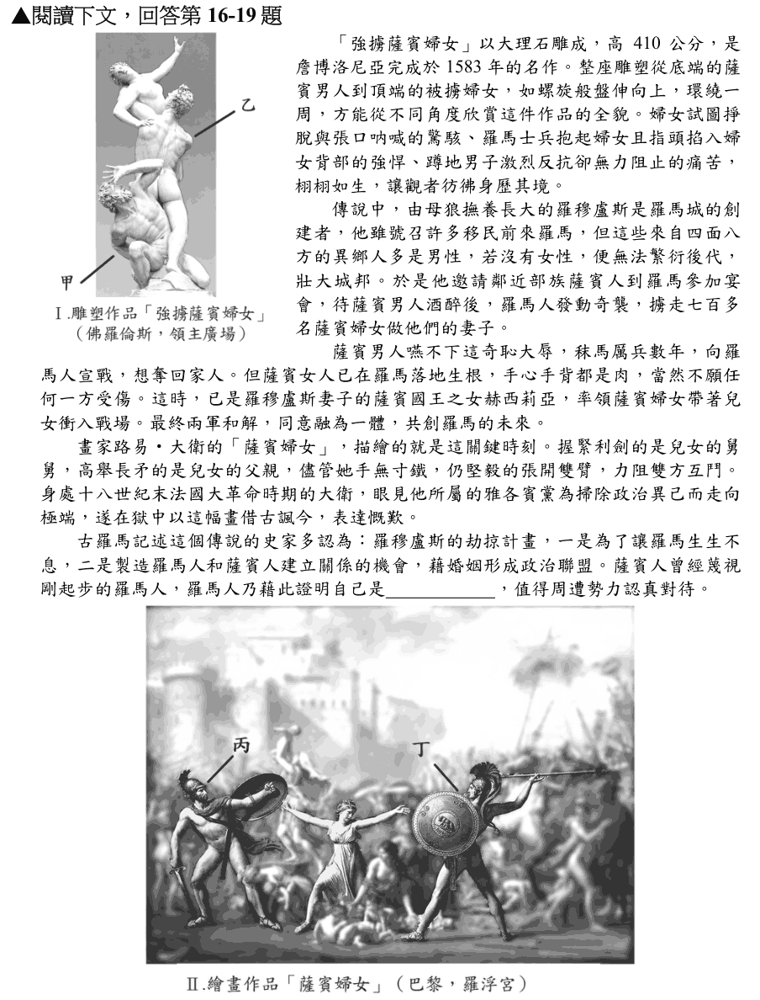 ▲閱讀下文，回答第 16-19 題
「強擄薩賓婦女」以大理石雕成，高 410 公分，是
詹博洛尼亞完成於 1583 年的名作。整座雕塑從底端的薩
賓男人到頂端的被擄婦女，如螺旋般盤伸向上，環繞一
周，方能從不同角度欣賞這件作品的全貌。婦女試圖掙
脫與張口吶喊的驚駭、羅馬士兵抱起婦女且指頭掐入婦
女背部的強悍、蹲地男子激烈反抗卻無力阻止的痛苦，
栩栩如生，讓觀者彷彿身歷其境。
乙
甲
Ⅰ.雕塑作品「強擄薩賓婦女」
（佛羅倫斯，領主廣場）
傳說中，由母狼撫養長大的羅穆盧斯是羅馬城的創
建者，他雖號召許多移民前來羅馬，但這些來自四面八
方的異鄉人多是男性，若沒有女性，便無法繁衍後代，
壯大城邦。於是他邀請鄰近部族薩賓人到羅馬參加宴
會，待薩賓男人酒醉後，羅馬人發動奇襲，擄走七百多
名薩賓婦女做他們的妻子。
薩賓男人嚥不下這奇恥大辱，秣馬厲兵數年，向羅
馬人宣戰，想奪回家人。但薩賓女人已在羅馬落地生根，手心手背都是肉，當然不願任
何一方受傷。這時，已是羅穆盧斯妻子的薩賓國王之女赫西莉亞，率領薩賓婦女帶著兒
女衝入戰場。最終兩軍和解，同意融為一體，共創羅馬的未來。
畫家路易・大衛的「薩賓婦女」，描繪的就是這關鍵時刻。握緊利劍的是兒女的舅
舅，高舉長矛的是兒女的父親，儘管她手無寸鐵，仍堅毅的張開雙臂，力阻雙方互鬥。
身處十八世紀末法國大革命時期的大衛，眼見他所屬的雅各賓黨為掃除政治異己而走向
極端，遂在獄中以這幅畫借古諷今，表達慨歎。
古羅馬記述這個傳說的史家多認為：羅穆盧斯的劫掠計畫，一是為了讓羅馬生生不
息，二是製造羅馬人和薩賓人建立關係的機會，藉婚姻形成政治聯盟。薩賓人曾經蔑視
剛起步的羅馬人，羅馬人乃藉此證明自己是____________，值得周遭勢力認真對待。
丙
丁
Ⅱ.繪畫作品「薩賓婦女」（巴黎，羅浮宮）